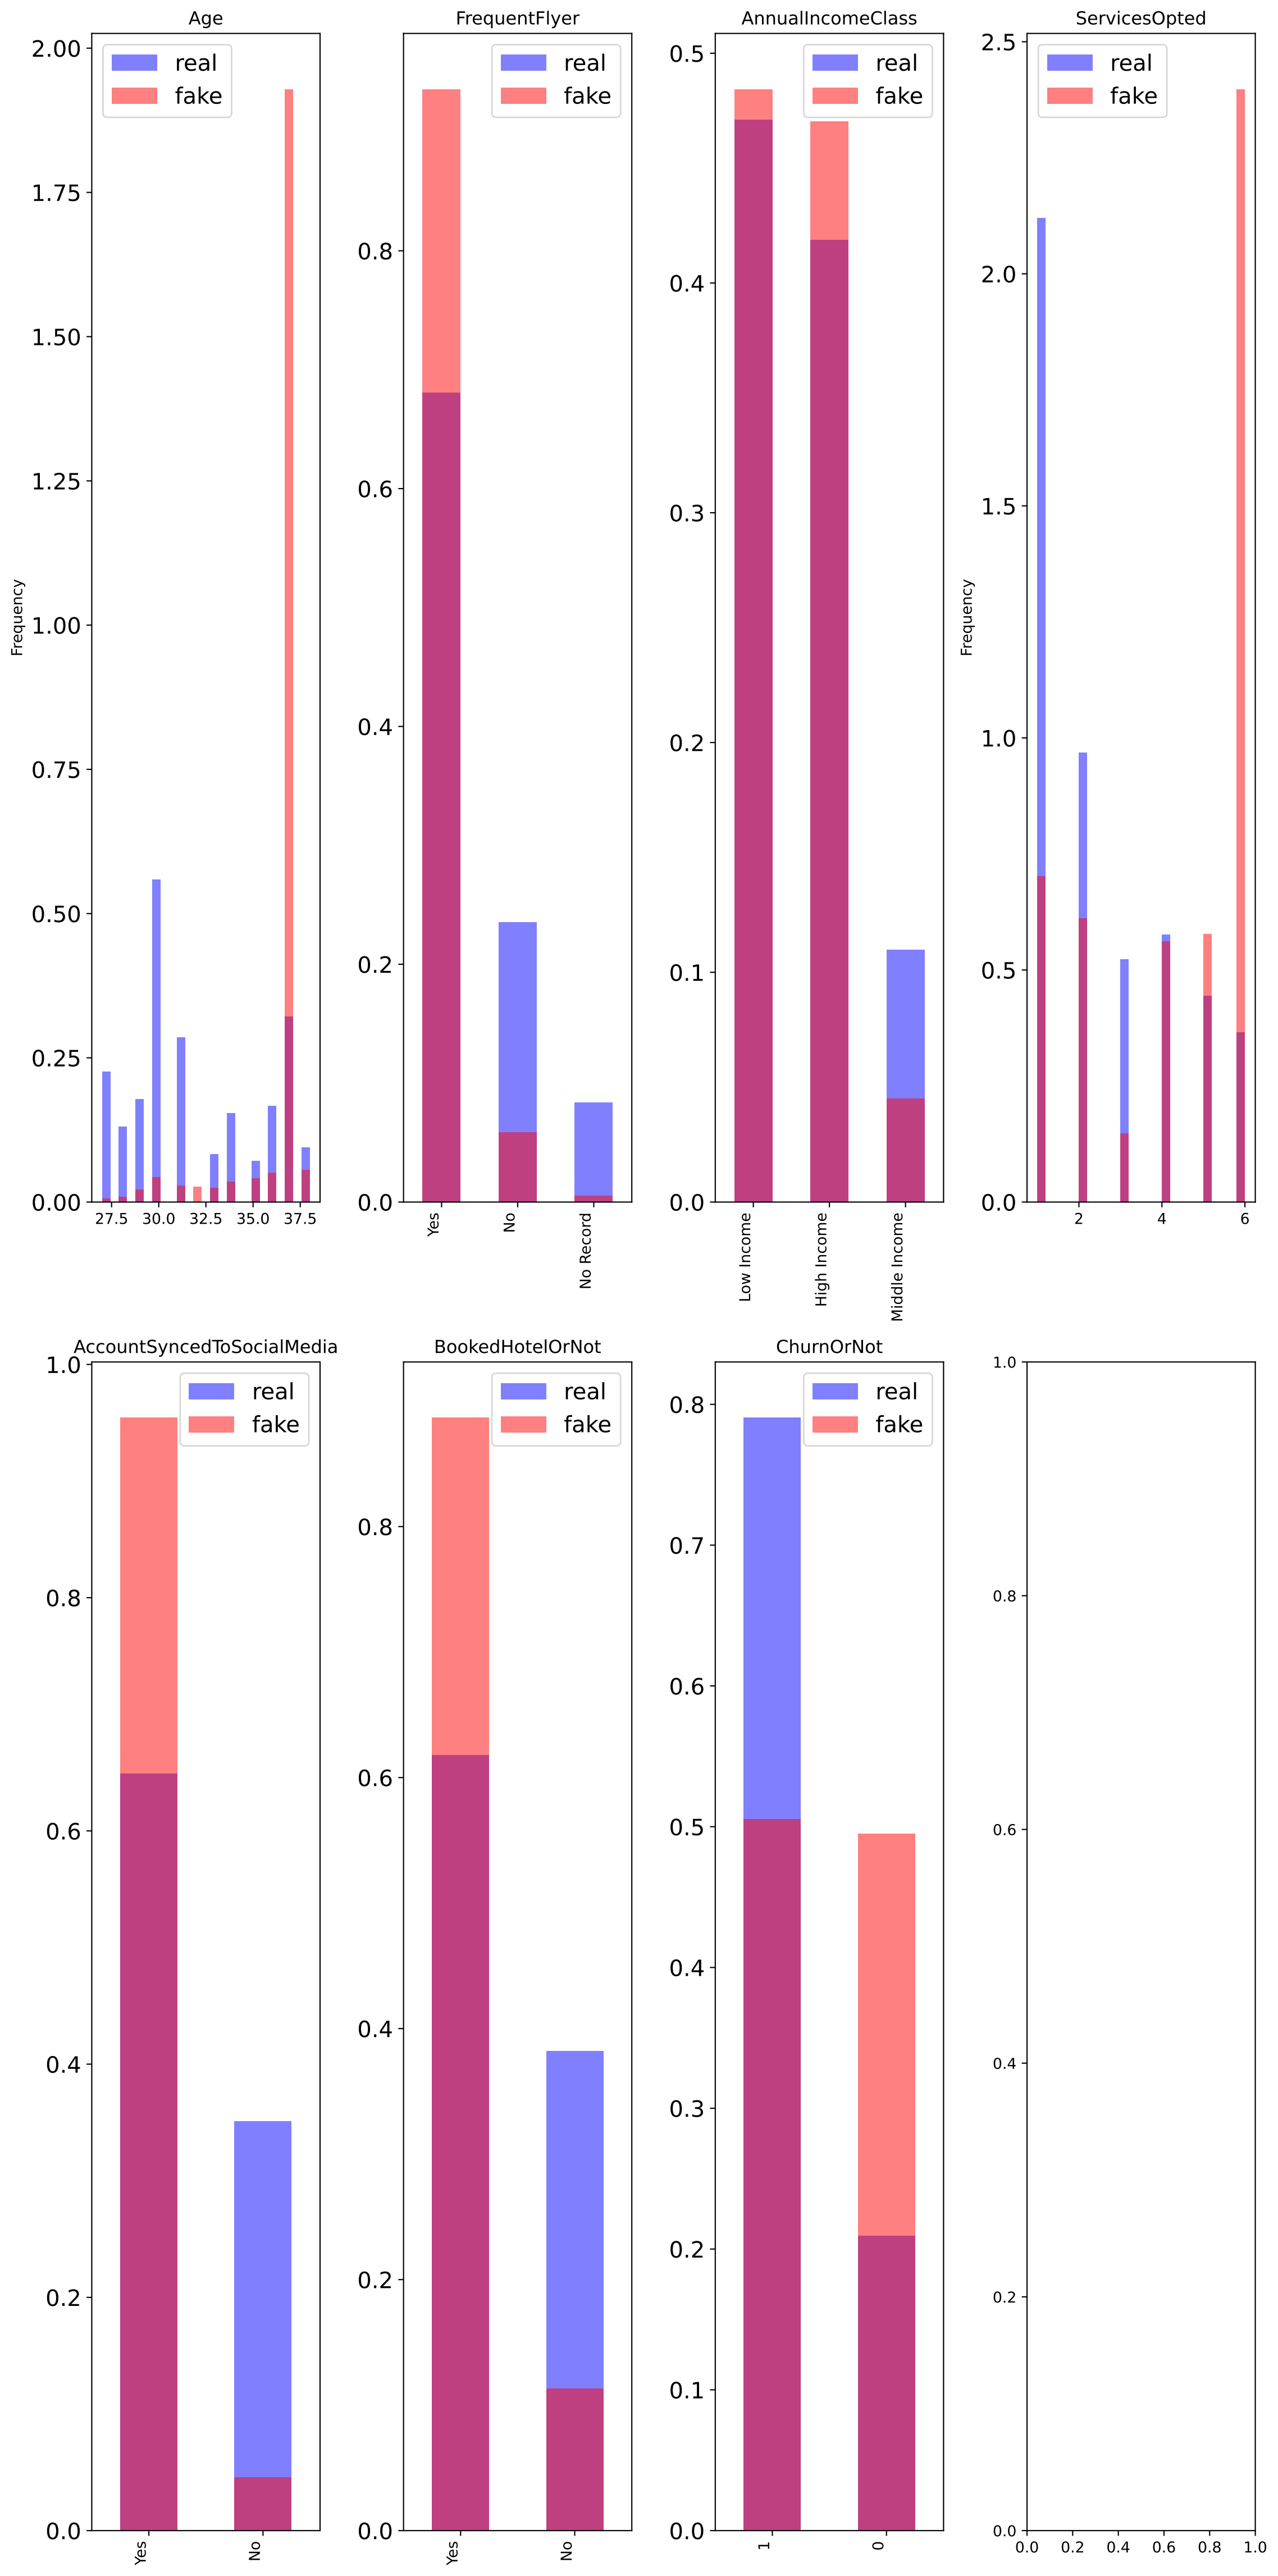 Age
real
fake
2.00
1.75
1.50
1.25
1.00
0.75
0.50
0.25
0.00
Frequency
27.5 30.0 32.5 35.0 37.5
FrequentFlyer
real
fake
0.8
0.6
0.4
0.2
0.0
Yes
No
No Record
AnnualIncomeClass
real
fake
0.5
0.4
0.3
0.2
0.1
0.0
Low Income
High Income
Middle Income
ServicesOpted
real
fake
2.5
2.0
1.5
1.0
0.5
0.0
Frequency
2 4 6
AccountSyncedToSocialMedia
real
fake
1.0
0.8
0.6
0.4
0.2
0.0
Yes
No
BookedHotelOrNot
real
fake
0.8
0.6
0.4
0.2
0.0
Yes
No
ChurnOrNot
real
fake
0.8
0.7
0.6
0.5
0.4
0.3
0.2
0.1
0.0
1
0
1.0
0.8
0.6
0.4
0.2
0.0
0.0 0.2 0.4 0.6 0.8 1.0